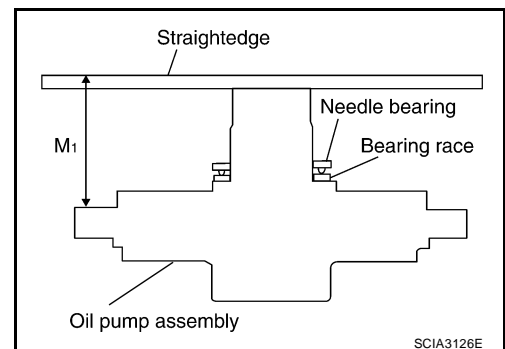 Straightedge
Needle bearing
M1
Bearing race
Oil pump assembly
SCIA3126E